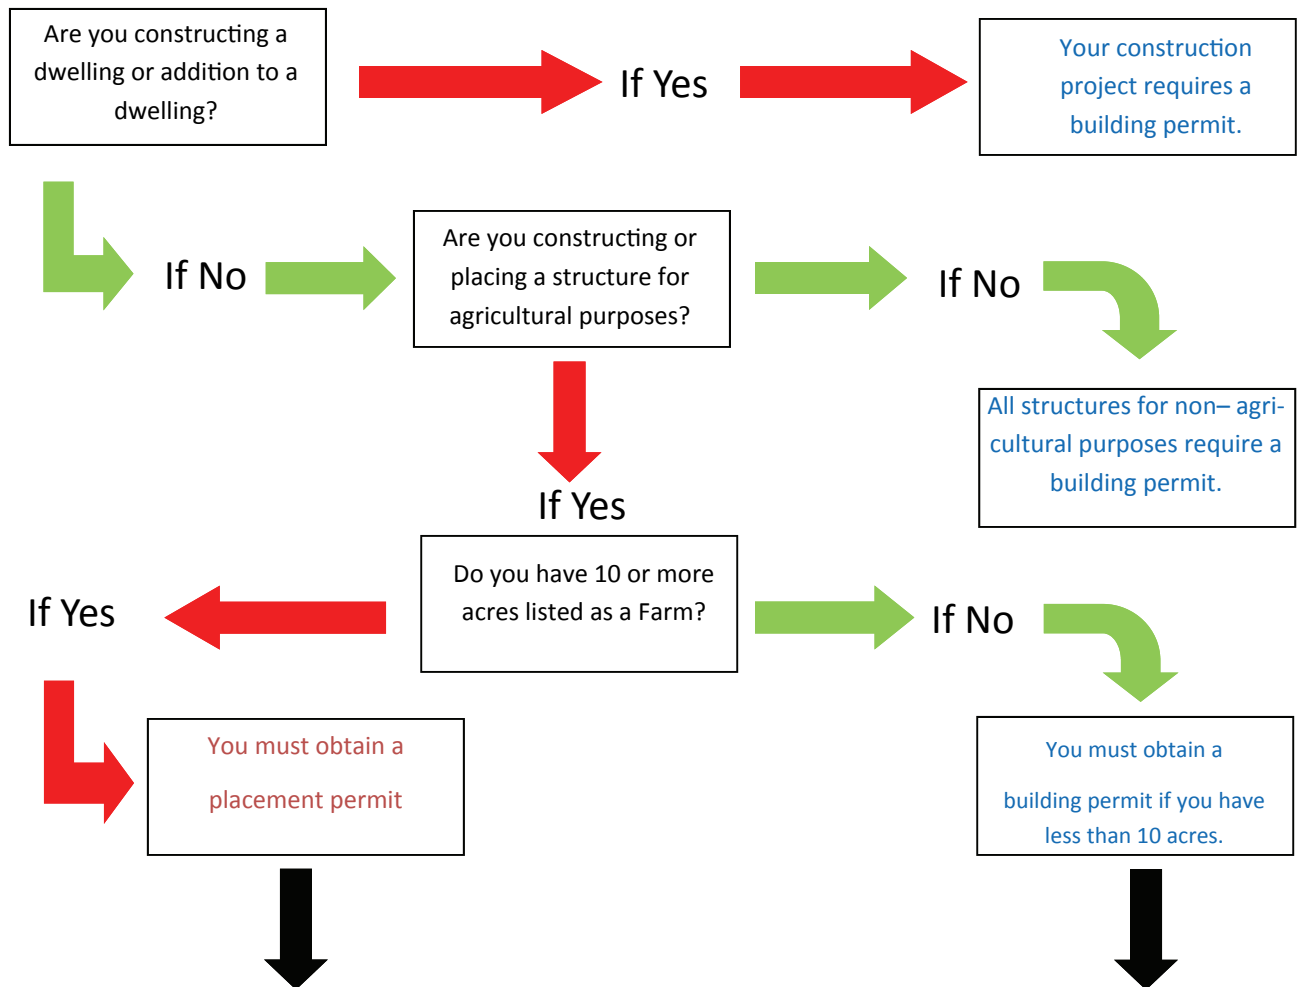 Are you constructing a
dwelling or addition to a
dwelling?
If Yes
Your construction
project requires a
building permit.
If No
Are you constructing or
placing a structure for
agricultural purposes?
If No
All structures for non– agri-
cultural purposes require a
building permit.
If Yes
Do you have 10 or more
acres listed as a Farm?
If Yes
If No
You must obtain a
placement permit
You must obtain a
building permit if you have
less than 10 acres.